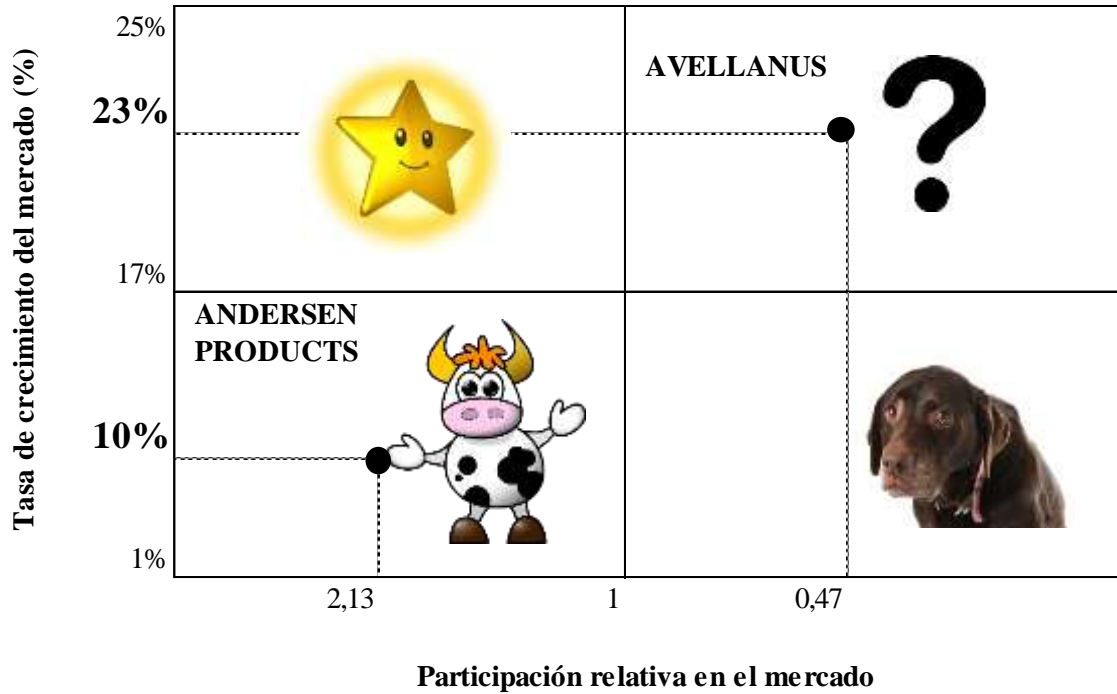 Tasa de crecimiento del mercado (%)
25%
23%
17%
10%
1%
AVELLANUS
?
ANDERSEN
PRODUCTS
2,13
1
0,47
Participación relativa en el mercado